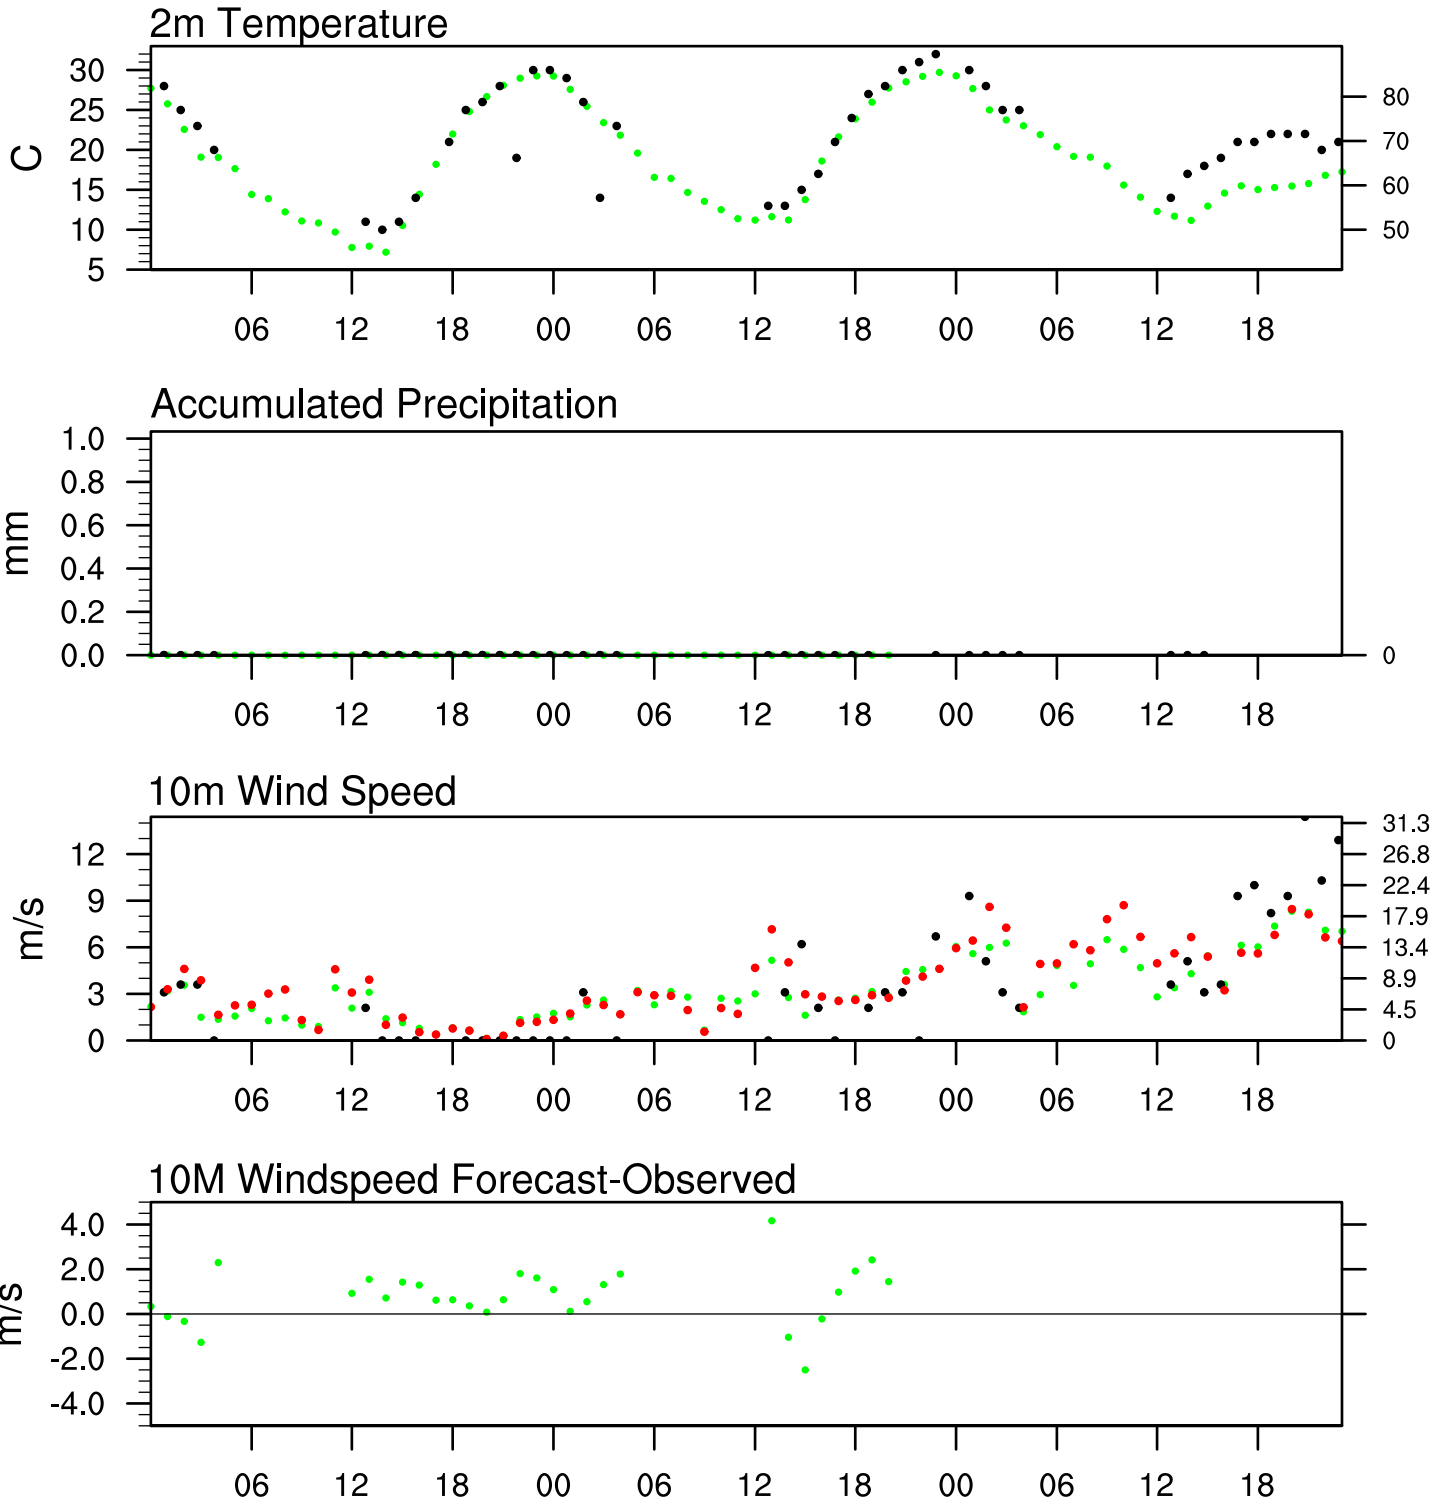 2m Temperature
30
25
20
15
10
5
C
80
70
60
50
06 12 18 00 06 12 18 00 06 12 18
Accumulated Precipitation
1.0
0.8
0.6
0.4
0.2
0.0
mm
0
06 12 18 00 06 12 18 00 06 12 18
10m Wind Speed
12
9
6
3
0
m/s
31.3
26.8
22.4
17.9
13.4
8.9
4.5
0
06 12 18 00 06 12 18 00 06 12 18
10M Windspeed Forecast-Observed
4.0
2.0
0.0
-2.0
-4.0
m/s
06 12 18 00 06 12 18 00 06 12 18